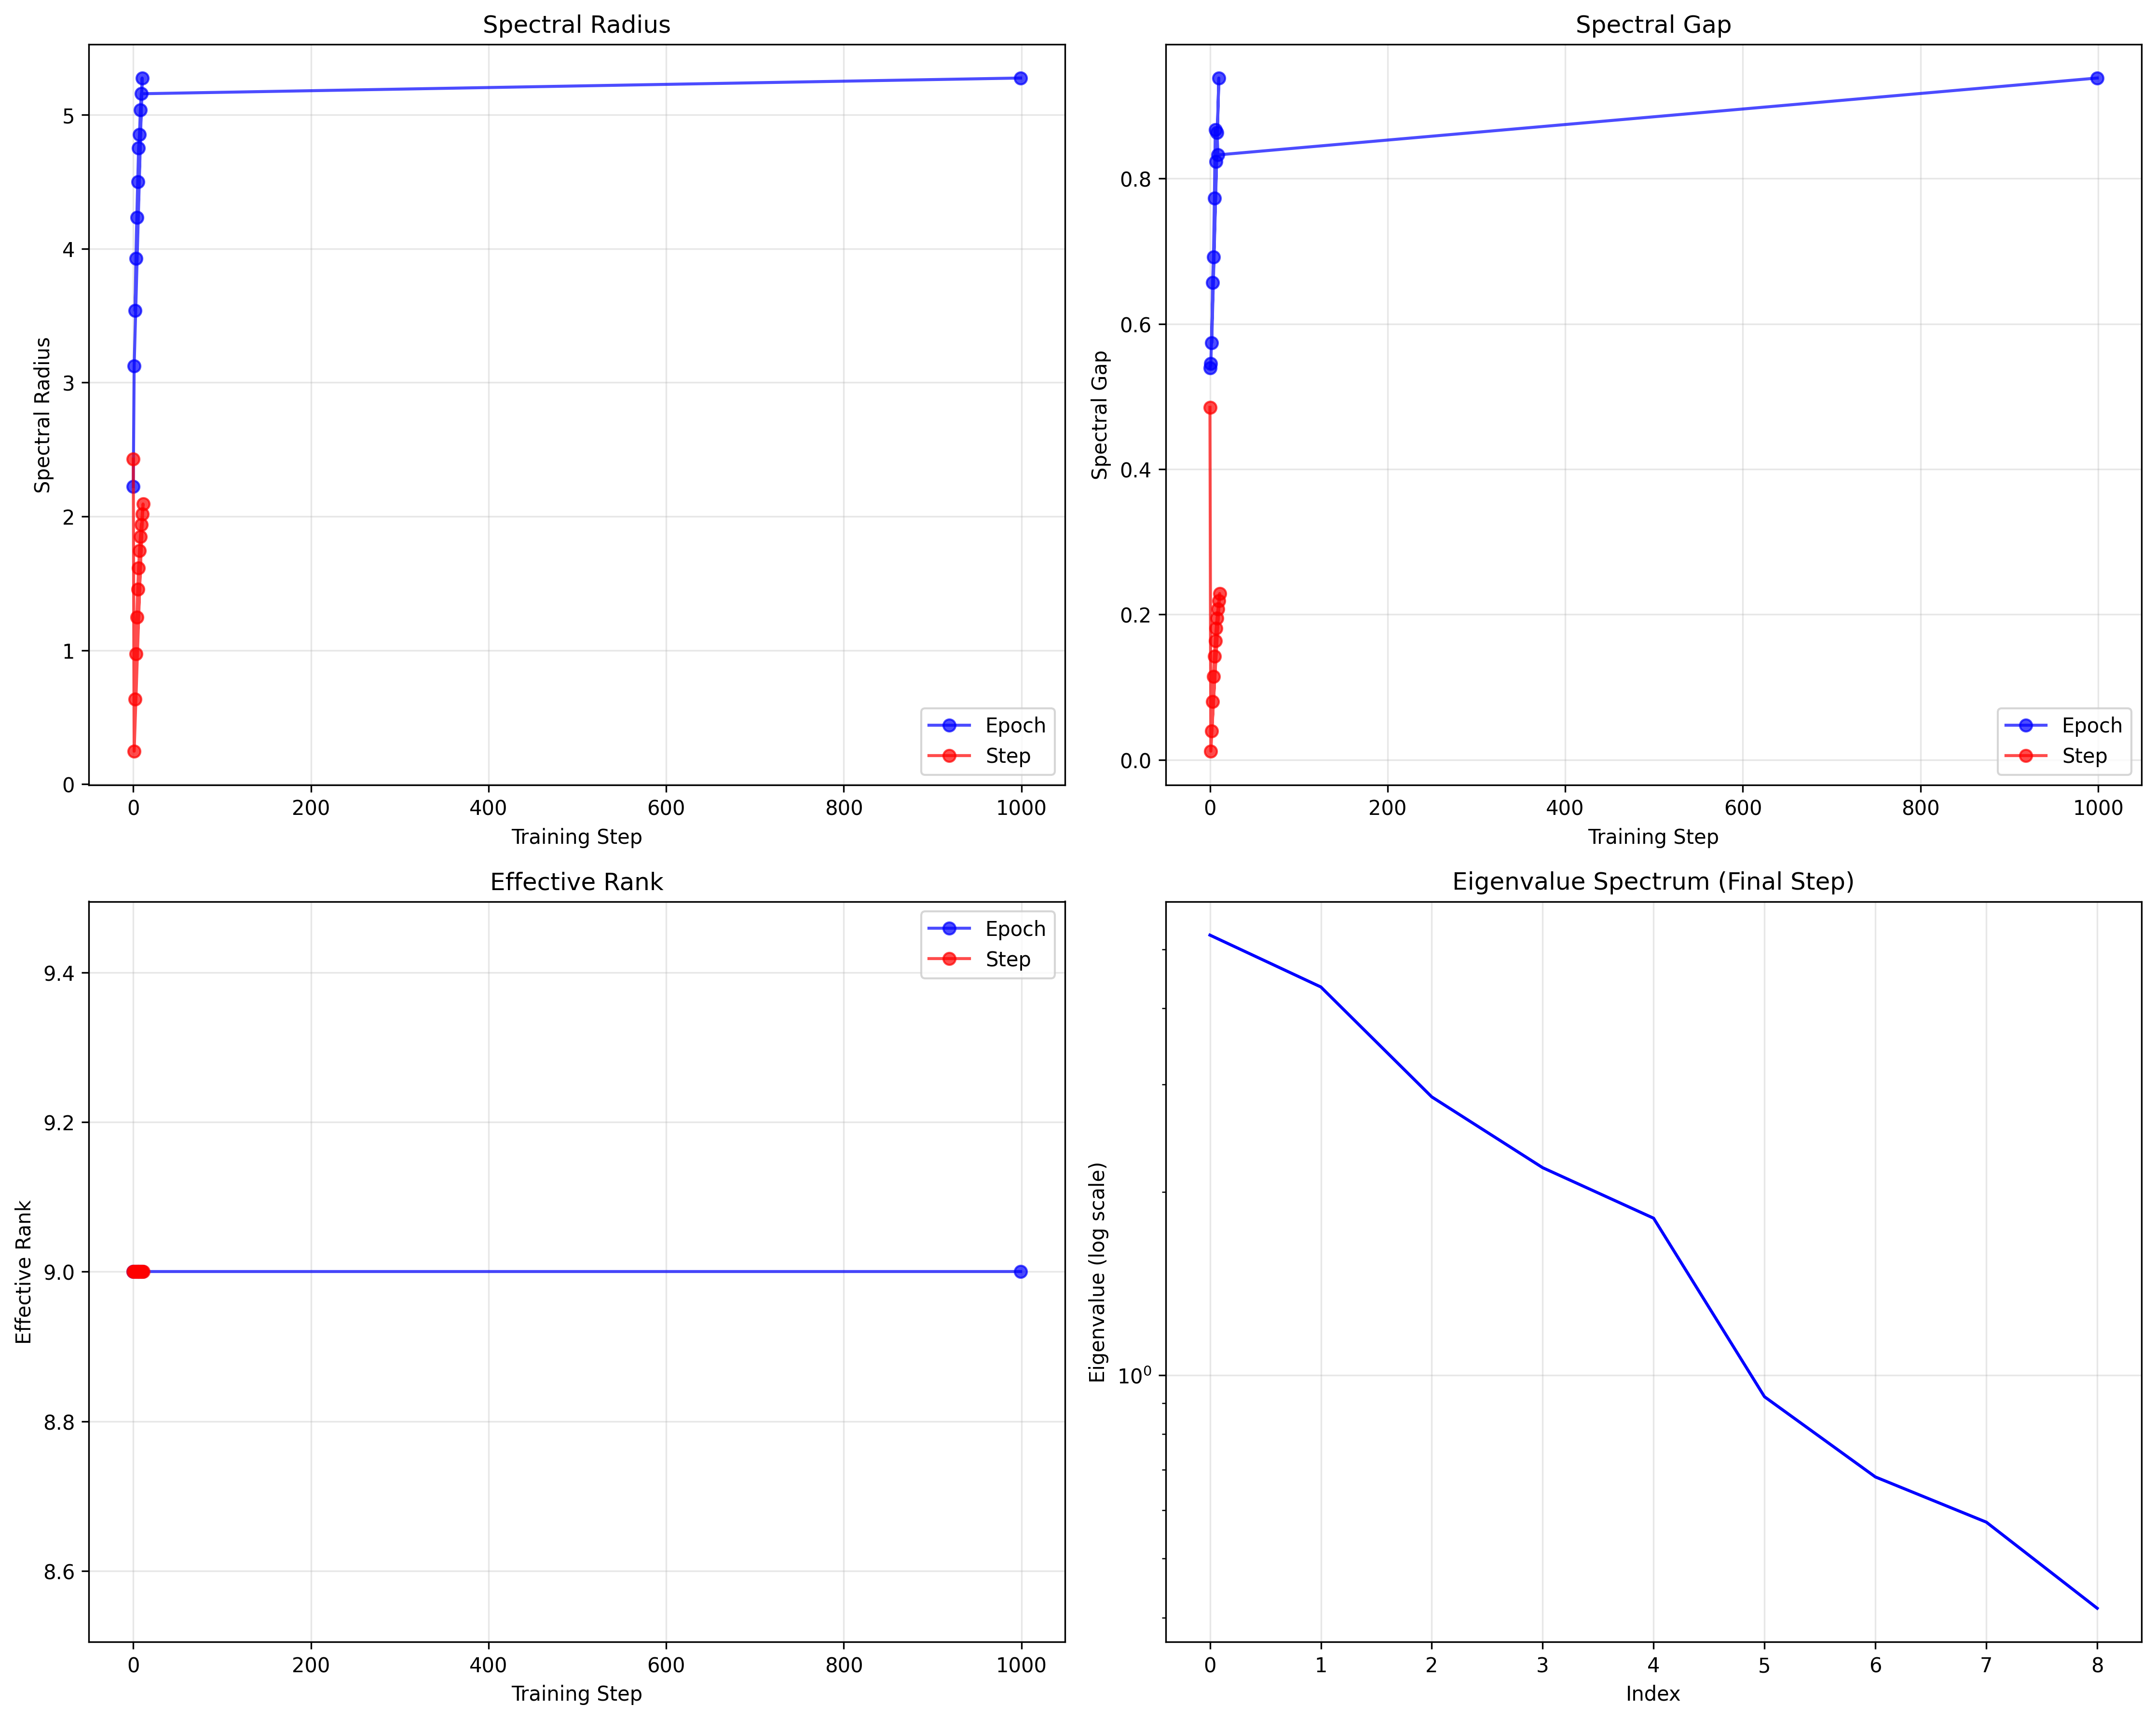 Spectral Radius
Spectral Radius
5
4
3
2
1
0
0 200 400 600 800 1000
Training Step
Epoch
Step
Spectral Gap
Spectral Gap
0.8
0.6
0.4
0.2
0.0
0 200 400 600 800 1000
Training Step
Epoch
Step
Effective Rank
Effective Rank
9.4
9.2
9.0
8.8
8.6
0 200 400 600 800 1000
Training Step
Epoch
Step
Eigenvalue Spectrum (Final Step)
Eigenvalue (log scale)
10⁰
0 1 2 3 4 5 6 7 8
Index